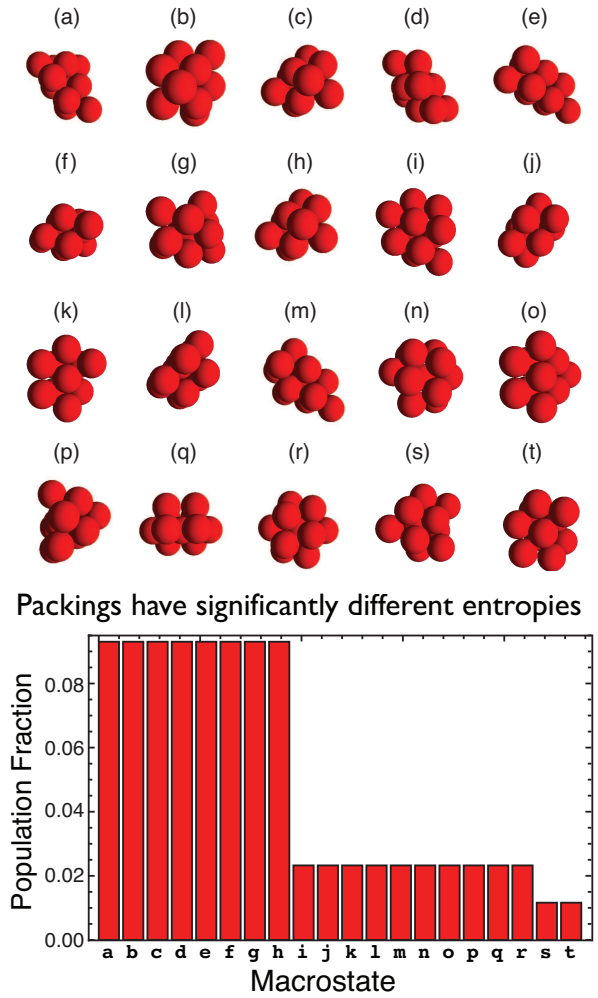 (a) (b) (c) (d) (e)
(f) (g) (h) (i) (j)
(k) (l) (m) (n) (o)
(p) (q) (r) (s) (t)
Packings have significantly different entropies
0.08
0.06
0.04
0.02
0.00
Population Fraction
a b c d e f g h i j k l m n o p q r s t
Macrostate